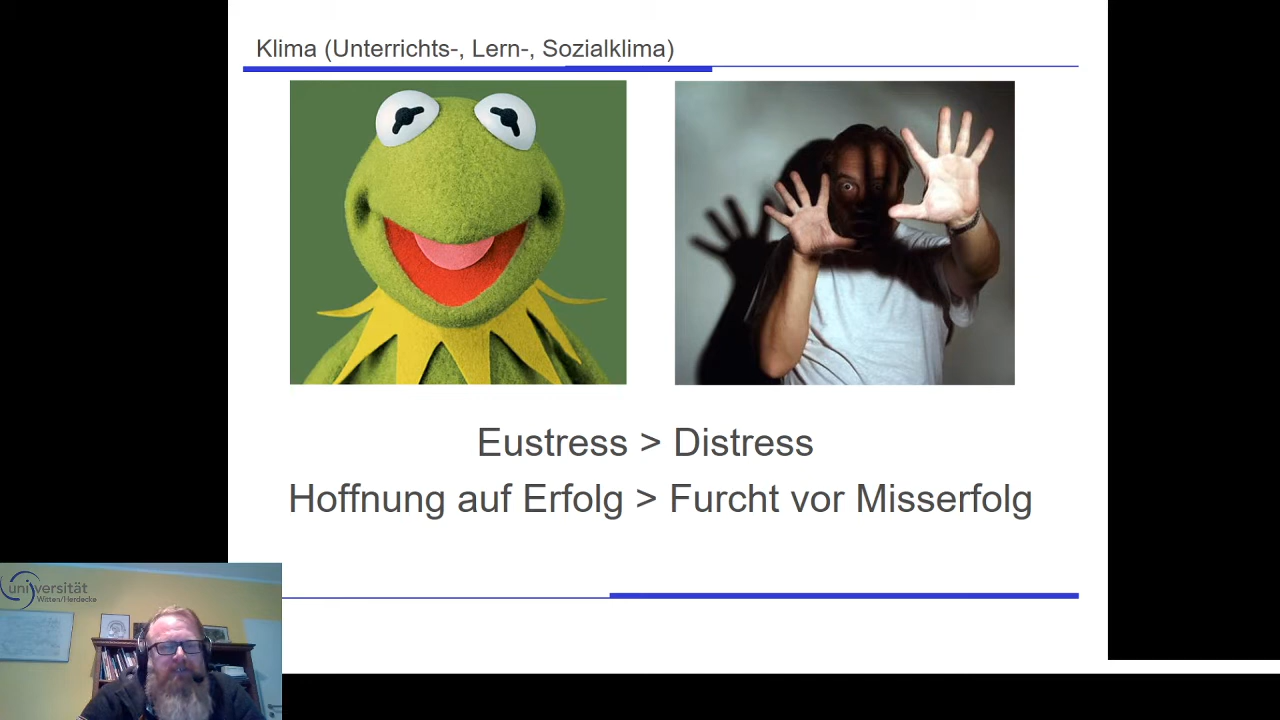 Klima (Unterrichts-, Lern-, Sozialklima)
Eustress > Distress
Hoffnung auf Erfolg > Furcht vor Misserfolg
universität
Witten/Herdecke